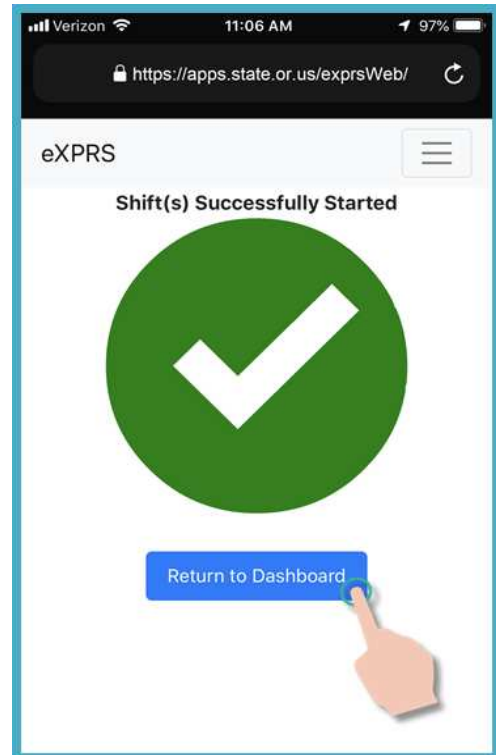 Verizon 11:06 AM 97%
https://apps.state.or.us/exprsWeb/
eXPRS
Shift(s) Successfully Started
Return to Dashboard